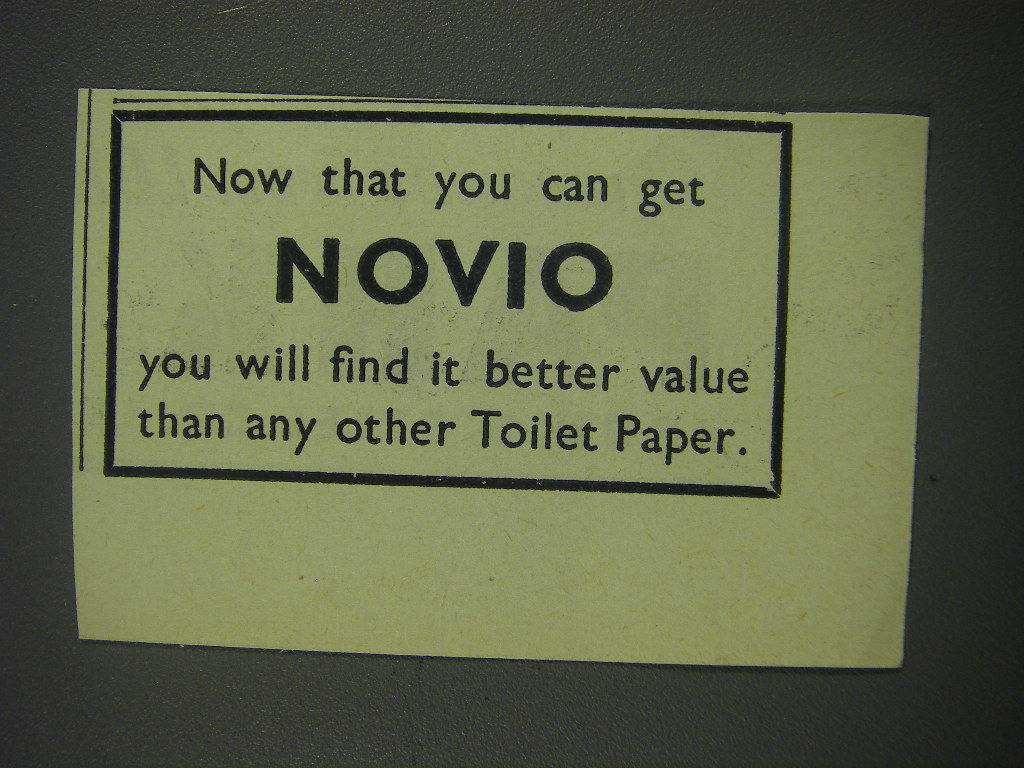 Now that you can get
NOVIO
you will find it better value
than any other Toilet Paper.